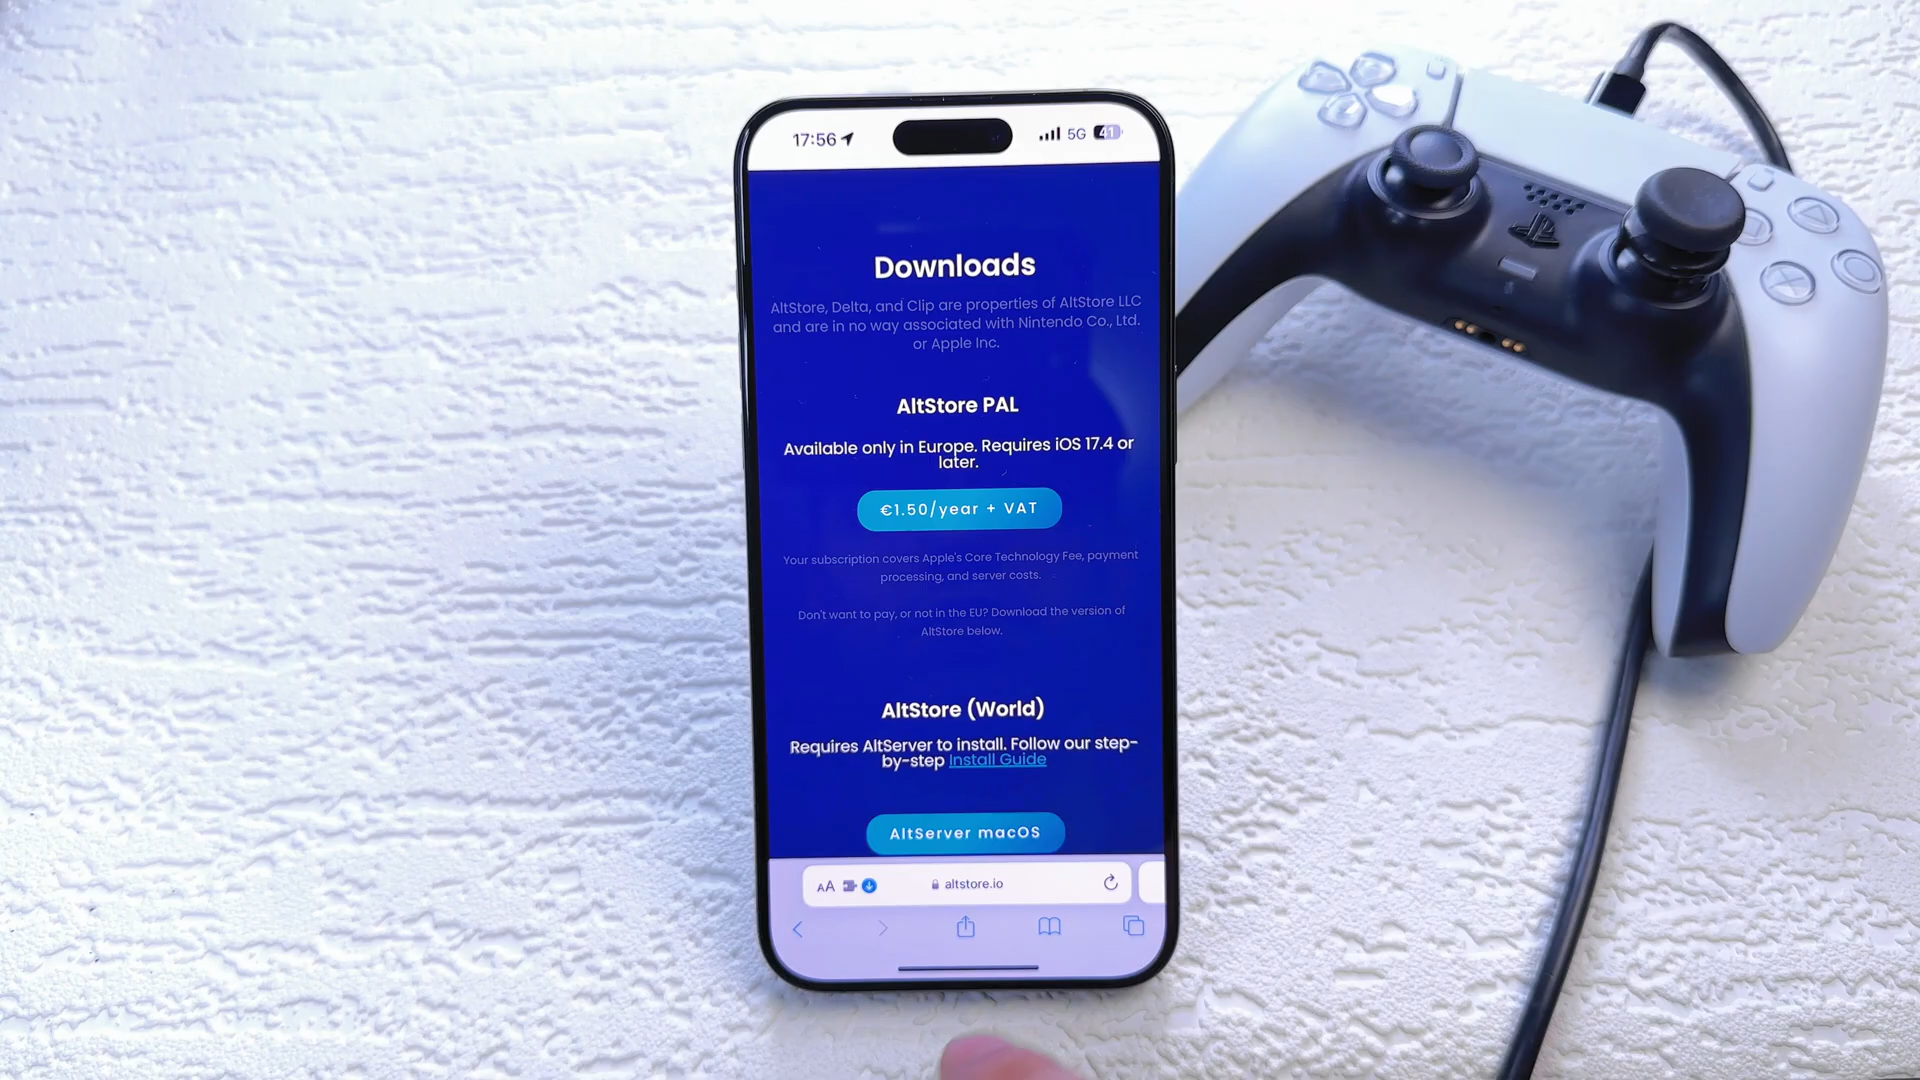 17:56
5G 41
Downloads
AltStore, Delta, and Clip are properties of AltStore LLC
and are in no way associated with Nintendo Co., Ltd.
or Apple Inc.
AltStore PAL
Available only in Europe. Requires iOS 17.4 or
later.
€1.50/year + VAT
Your subscription covers Apple's Core Technology Fee, payment
processing, and server costs.
Don't want to pay, or not in the EU? Download the version of
AltStore below.
AltStore (World)
Requires AltServer to install. Follow our step-
by-step Install Guide
AltServer macOS
AA altstore.io